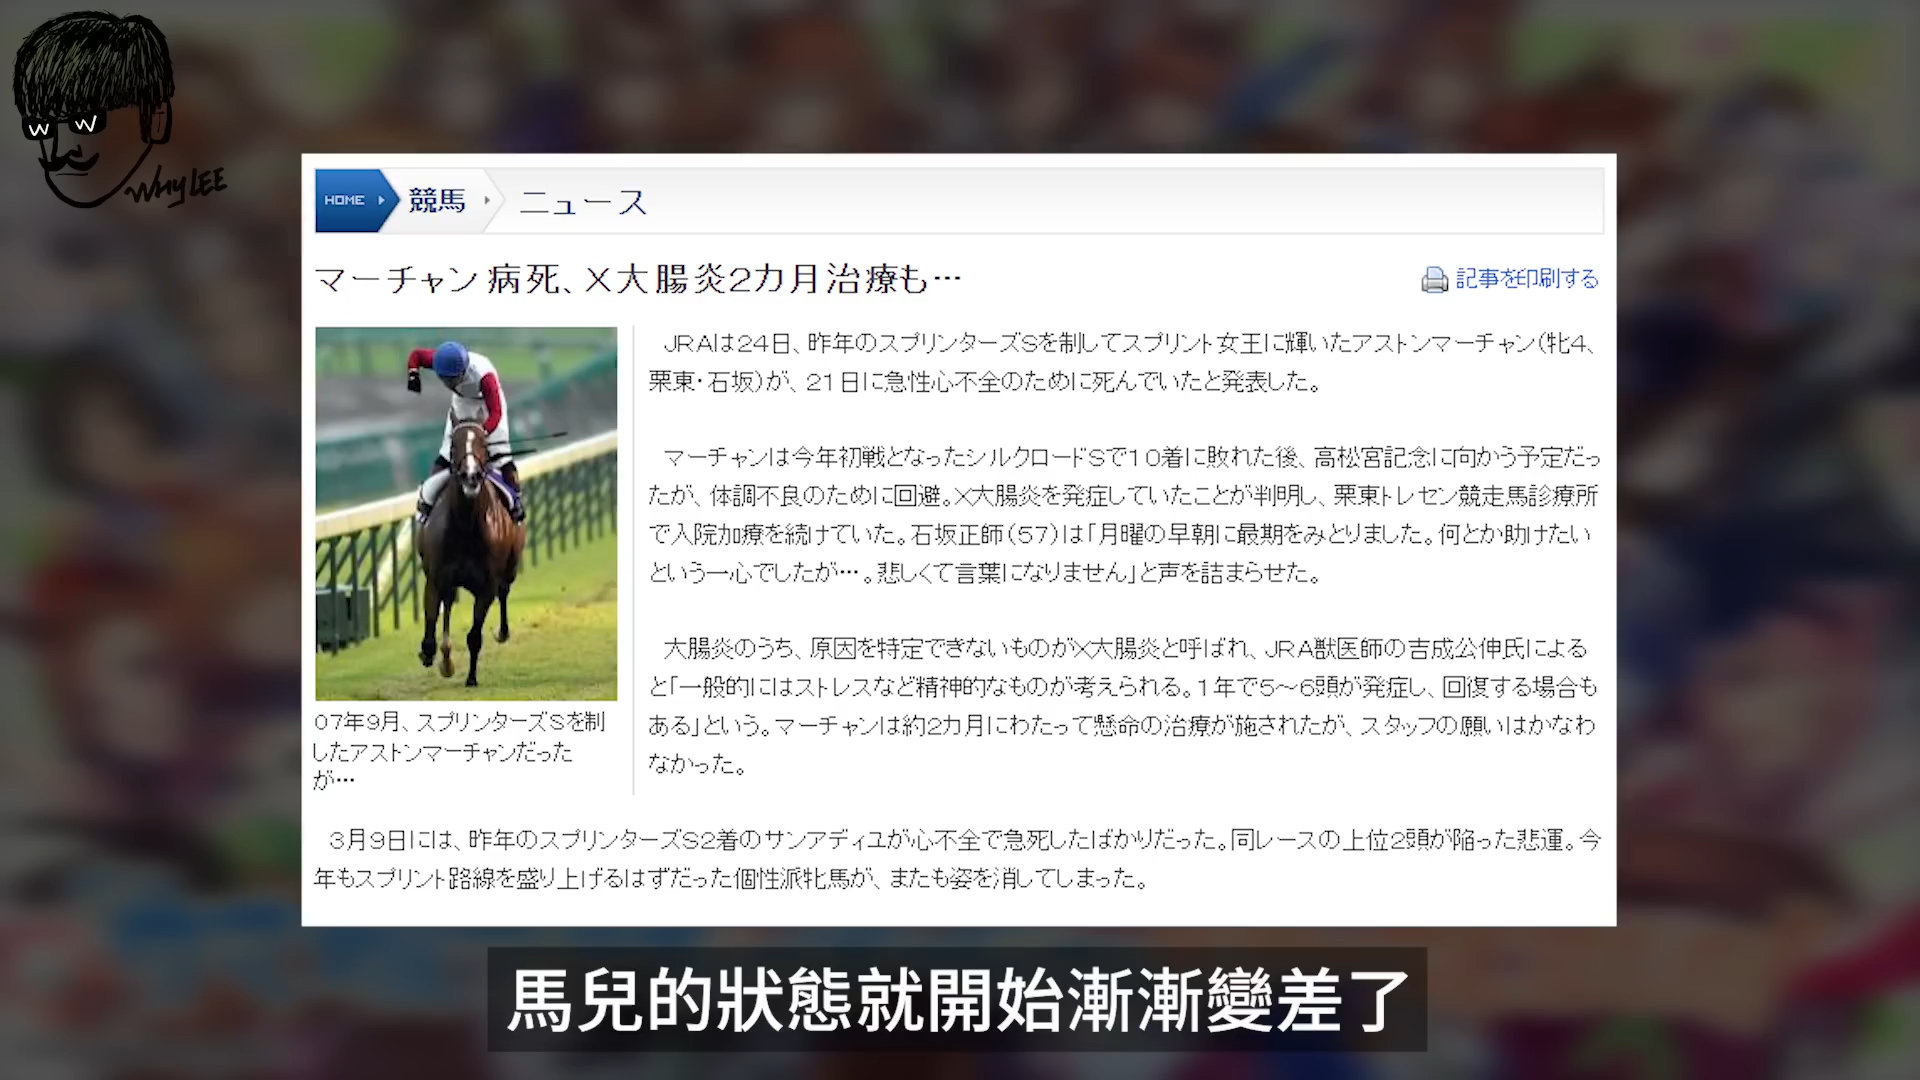 W W
WHYLEE
HOME 競馬 ニュース
マーチャン病死、X大腸炎2カ月治療も…
記事を印刷する
JRAは24日、昨年のスプリンターズSを制してスプリント女王に輝いたアストンマーチャン(牝4、
栗東・石坂)が、21日に急性心不全のために死んでいたと発表した。
マーチャンは今年初戦となったシルクロードSで10着に敗れた後、高松宮記念に向かう予定だっ
たが、体調不良のために回避。X大腸炎を発症していたことが判明し、栗東トレセン競走馬診療所
で入院加療を続けていた。石坂正師(57)は「月曜の早朝に最期をみとりました。何とか助けたい
という一心でしたが…。悲しくて言葉になりません」と声を詰まらせた。
大腸炎のうち、原因を特定できないものがX大腸炎と呼ばれ、JRA獣医師の吉成公伸氏による
と「一般的にはストレスなど精神的なものが考えられる。1年で5～6頭が発症し、回復する場合も
ある」という。マーチャンは約2カ月にわたって懸命の治療が施されたが、スタッフの願いはかなわ
なかった。
07年9月、スプリンターズSを制
したアストンマーチャンだった
が…
3月9日には、昨年のスプリンターズS2着のサンアディユが心不全で急死したばかりだった。同レースの上位2頭が陥った悲運。今
年もスプリント路線を盛り上げるはずだった個性派牝馬が、またも姿を消してしまった。
馬兒的狀態就開始漸漸變差了